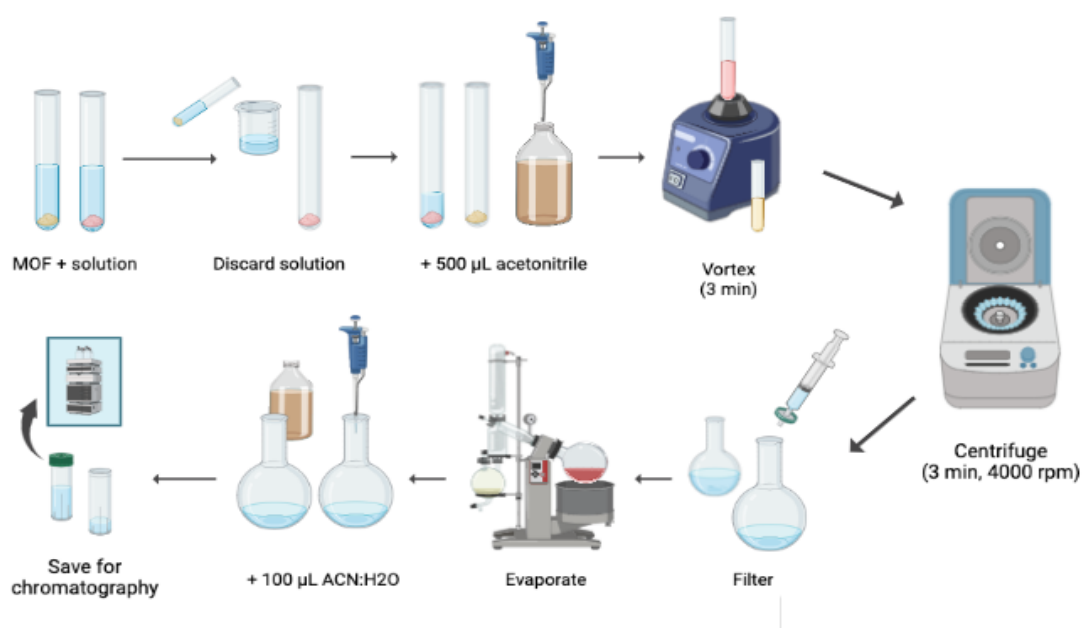 MOF + solution
Discard solution
+ 500 µL acetonitrile
Vortex
(3 min)
Centrifuge
(3 min, 4000 rpm)
Filter
Evaporate
+ 100 µL ACN:H2O
Save for
chromatography